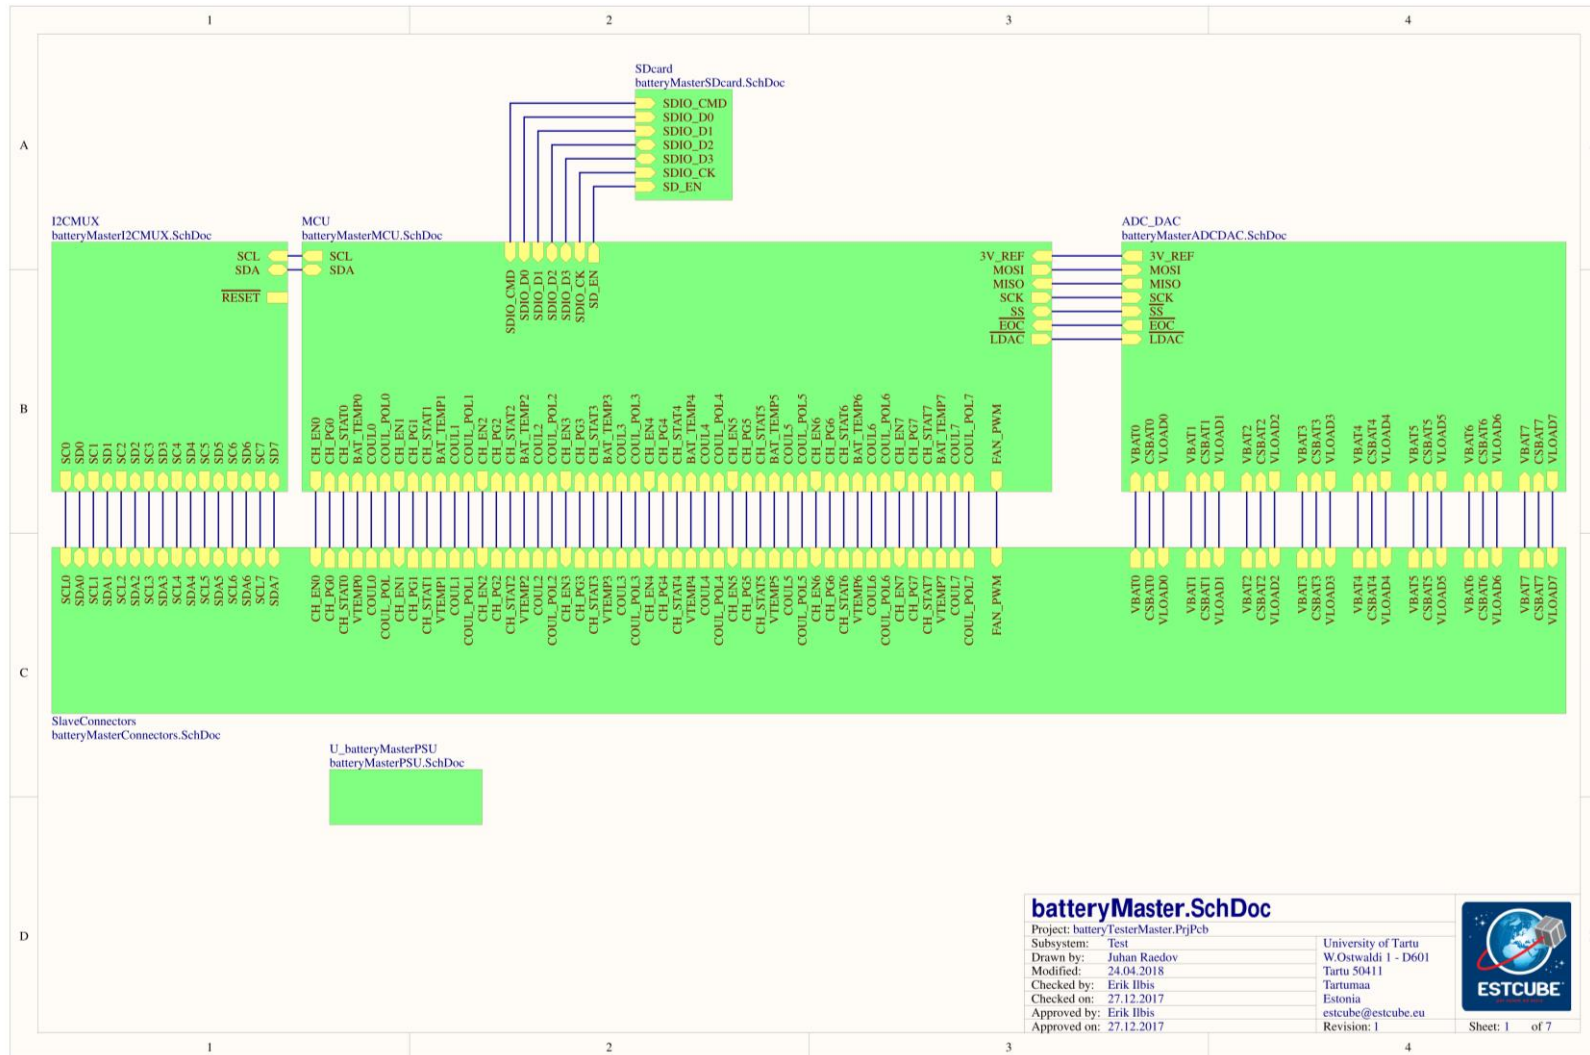 1 2 3 4
A
B
C
D
SDcard
batteryMasterSDcard.SchDoc
SDIO_CMD
SDIO_D0
SDIO_D1
SDIO_D2
SDIO_D3
SDIO_CK
SD_EN
I2CMUX
batteryMasterI2CMUX.SchDoc
SCL
SDA
RESET
SC0 SD0 SC1 SD1 SC2 SD2 SC3 SD3 SC4 SD4 SC5 SD5 SC6 SD6 SC7 SD7
MCU
batteryMasterMCU.SchDoc
SCL
SDA
SDIO_CMD SDIO_D0 SDIO_D1 SDIO_D2 SDIO_D3 SDIO_CK SD_EN
3V_REF
MOSI
MISO
SCK
SS
EOC
LDAC
CH_EN0 CH_PG0 CH_STAT0 BAT_TEMP0 COUL0 COUL_POL0 CH_EN1 CH_PG1 CH_STAT1 BAT_TEMP1 COUL1 COUL_POL1 CH_EN2 CH_PG2 CH_STAT2 BAT_TEMP2 COUL2 COUL_POL2 CH_EN3 CH_PG3 CH_STAT3 BAT_TEMP3 COUL3 COUL_POL3 CH_EN4 CH_PG4 CH_STAT4 BAT_TEMP4 COUL4 COUL_POL4 CH_EN5 CH_PG5 CH_STAT5 BAT_TEMP5 COUL5 COUL_POL5 CH_EN6 CH_PG6 CH_STAT6 BAT_TEMP6 COUL6 COUL_POL6 CH_EN7 CH_PG7 CH_STAT7 BAT_TEMP7 COUL7 COUL_POL7 FAN_PWM
ADC_DAC
batteryMasterADCDAC.SchDoc
3V_REF
MOSI
MISO
SCK
SS
EOC
LDAC
VBAT0 CSBAT0 VLOAD0 VBAT1 CSBAT1 VLOAD1 VBAT2 CSBAT2 VLOAD2 VBAT3 CSBAT3 VLOAD3 VBAT4 CSBAT4 VLOAD4 VBAT5 CSBAT5 VLOAD5 VBAT6 CSBAT6 VLOAD6 VBAT7 CSBAT7 VLOAD7
SCL0 SDA0 SCL1 SDA1 SCL2 SDA2 SCL3 SDA3 SCL4 SDA4 SCL5 SDA5 SCL6 SDA6 SCL7 SDA7
CH_EN0 CH_PG0 CH_STAT0 VTEMP0 COUL0 COUL_POL CH_EN1 CH_PG1 CH_STAT1 VTEMP1 COUL1 COUL_POL1 CH_EN2 CH_PG2 CH_STAT2 VTEMP2 COUL2 COUL_POL2 CH_EN3 CH_PG3 CH_STAT3 VTEMP3 COUL3 COUL_POL3 CH_EN4 CH_PG4 CH_STAT4 VTEMP4 COUL4 COUL_POL4 CH_EN5 CH_PG5 CH_STAT5 VTEMP5 COUL5 COUL_POL5 CH_EN6 CH_PG6 CH_STAT6 VTEMP6 COUL6 COUL_POL6 CH_EN7 CH_PG7 CH_STAT7 VTEMP7 COUL7 COUL_POL7 FAN_PWM
VBAT0 CSBAT0 VLOAD0 VBAT1 CSBAT1 VLOAD1 VBAT2 CSBAT2 VLOAD2 VBAT3 CSBAT3 VLOAD3 VBAT4 CSBAT4 VLOAD4 VBAT5 CSBAT5 VLOAD5 VBAT6 CSBAT6 VLOAD6 VBAT7 CSBAT7 VLOAD7
SlaveConnectors
batteryMasterConnectors.SchDoc
U_batteryMasterPSU
batteryMasterPSU.SchDoc
batteryMaster.SchDoc
Project: batteryTesterMaster.PrjPcb
Subsystem: Test University of Tartu
Drawn by: Juhan Raedov W.Ostwaldi 1 - D601
Modified: 24.04.2018 Tartu 50411
Checked by: Erik Ilbis Tartumaa
Checked on: 27.12.2017 Estonia
Approved by: Erik Ilbis estcube@estcube.eu
Approved on: 27.12.2017 Revision: 1 Sheet: 1 of 7
ESTCUBE
1 2 3 4